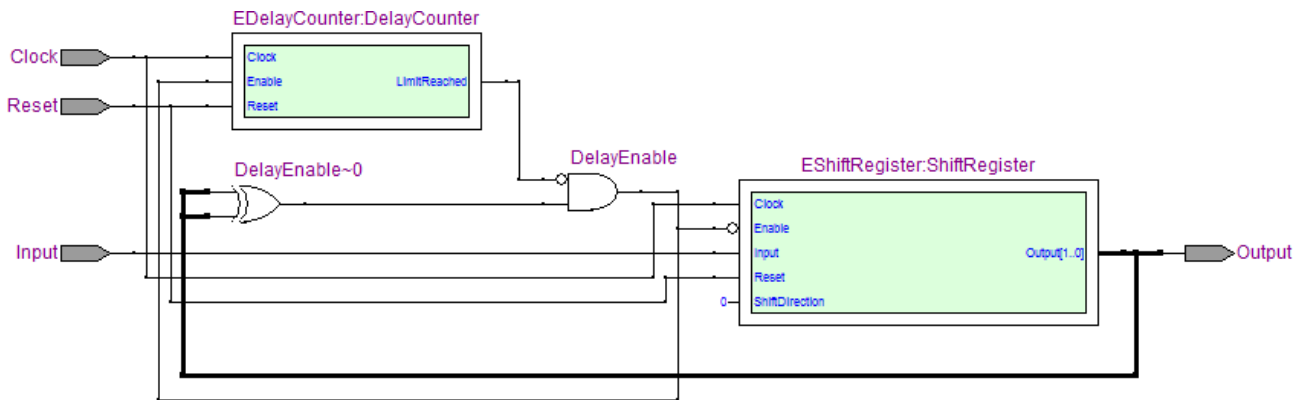 EDelayCounter:DelayCounter
Clock
Clock
Enable
LimitReached
Reset
Reset
DelayEnable~0
DelayEnable
EShiftRegister:ShiftRegister
Clock
Enable
Input
Input
Output[1..0]
Output
Reset
0
ShiftDirection